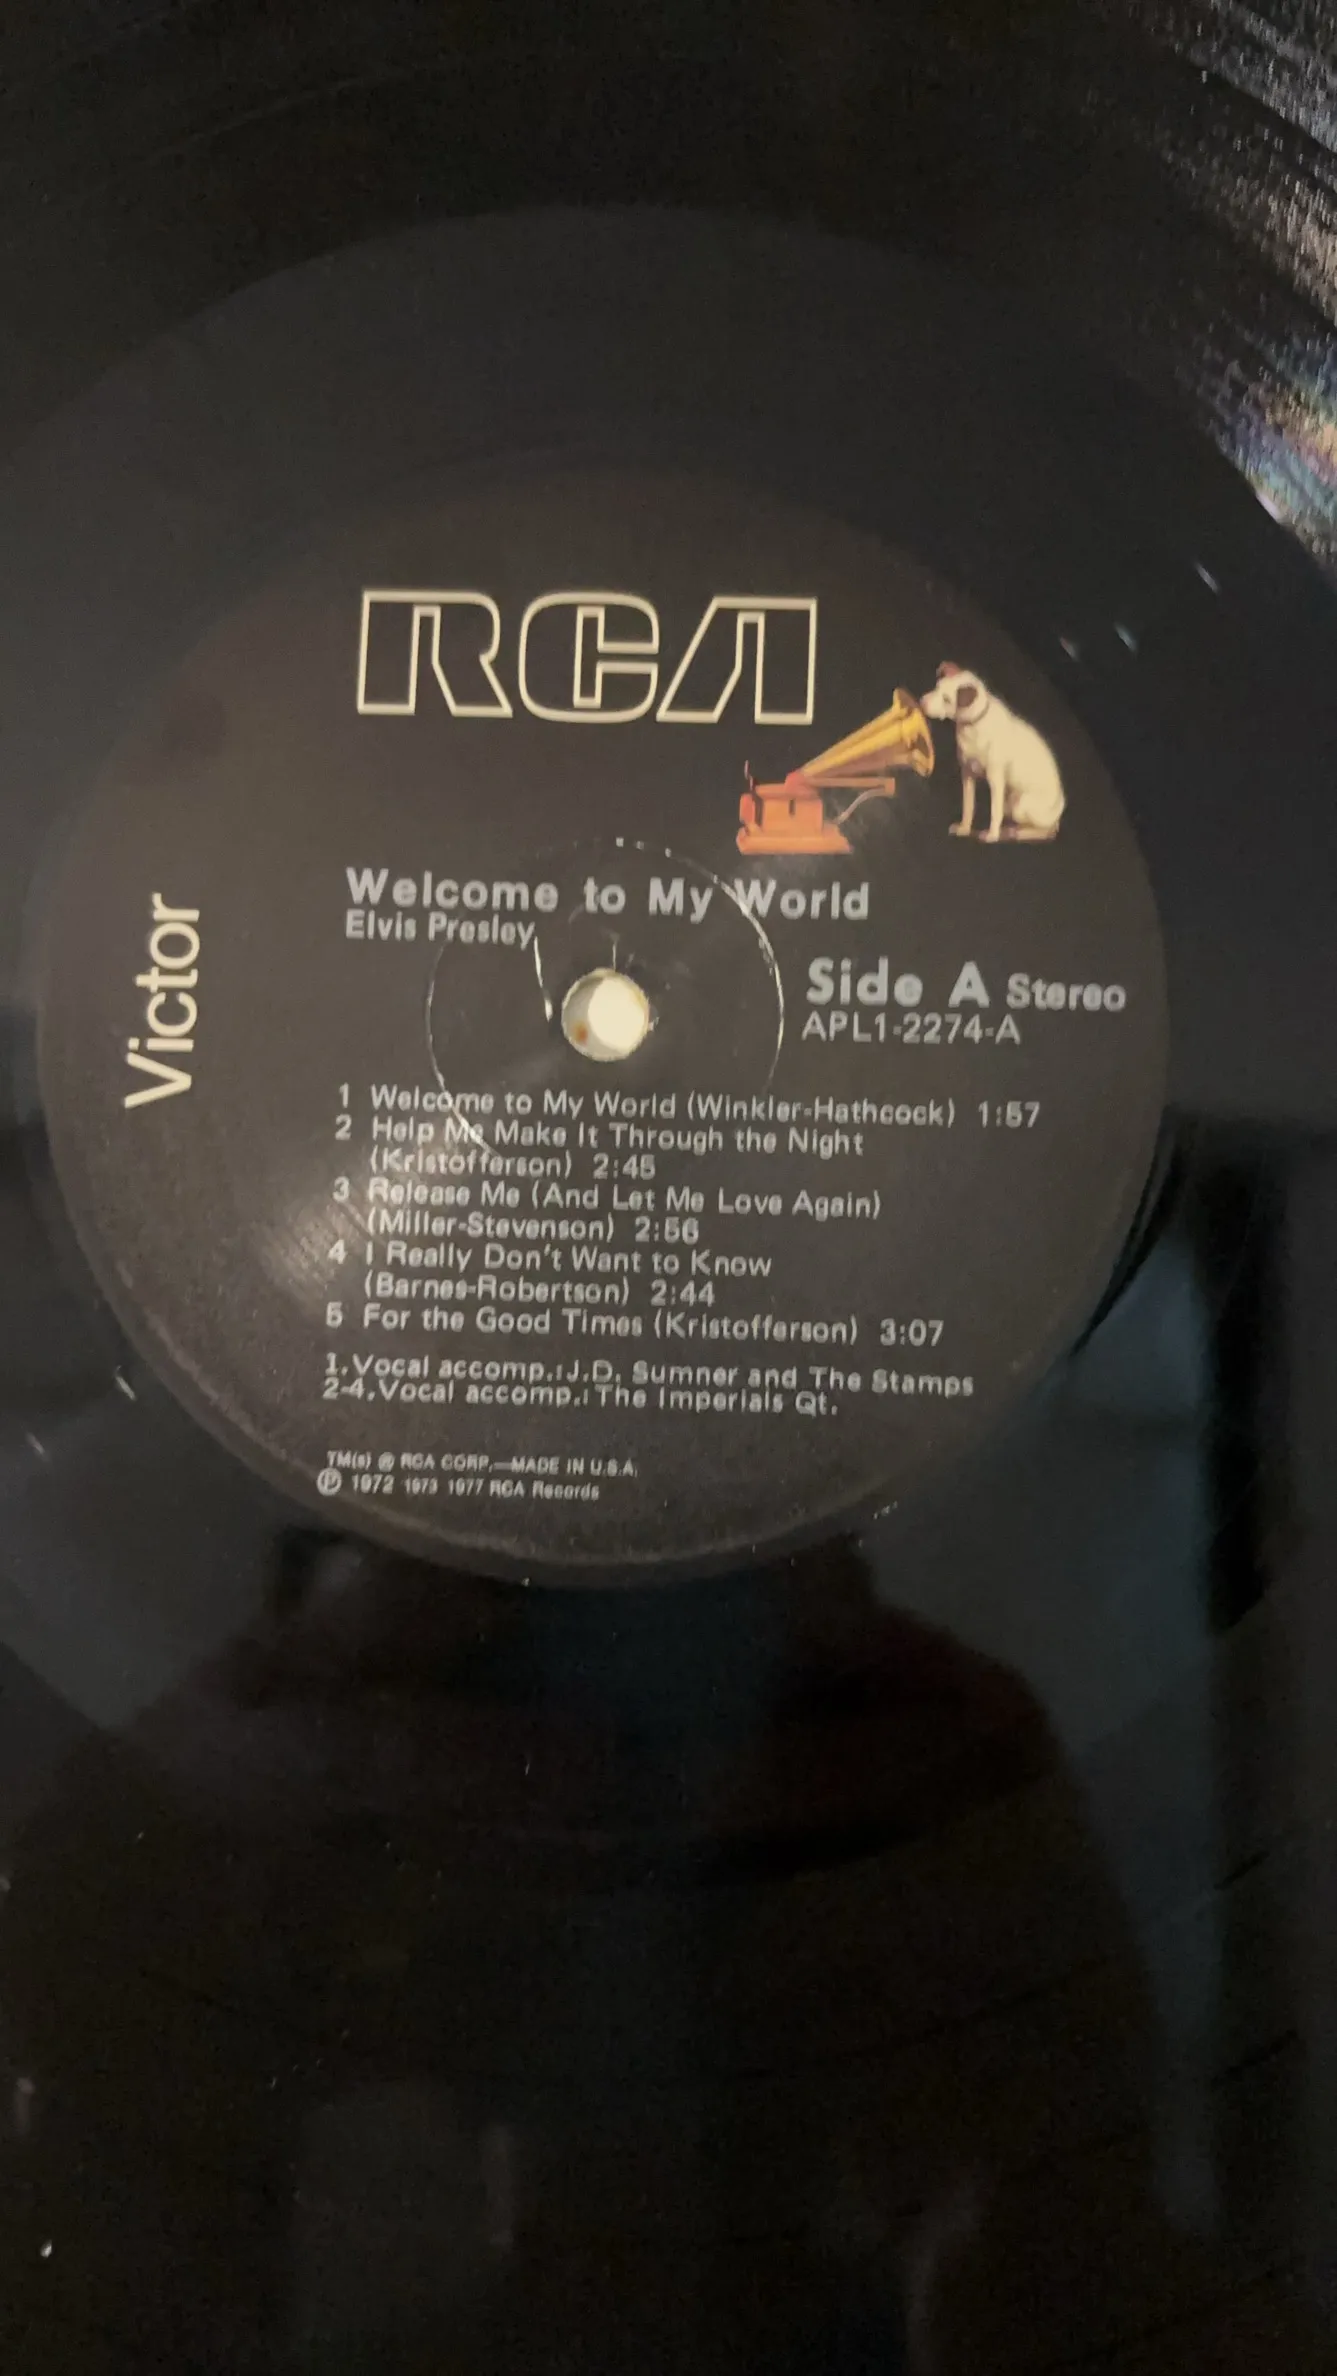 RCA
Victor
Welcome to My World
Elvis Presley
Side A Stereo
APL1-2274-A
1 Welcome to My World (Winkler-Hathcock) 1:57
2 Help Me Make It Through the Night
(Kristofferson) 2:45
3 Release Me (And Let Me Love Again)
(Miller-Stevenson) 2:56
4 I Really Don't Want to Know
(Barnes-Robertson) 2:44
5 For the Good Times (Kristofferson) 3:07
1.Vocal accomp.:J.D. Sumner and The Stamps
2-4.Vocal accomp.: The Imperials Qt.
TM(s) ® RCA CORP.—MADE IN U.S.A.
℗ 1972 1973 1977 RCA Records